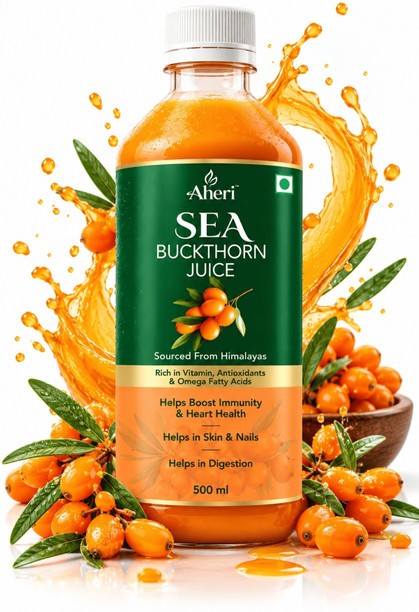 Aheri™
SEA
BUCKTHORN
JUICE
Sourced From Himalayas
Rich in Vitamin, Antioxidants
& Omega Fatty Acids
Helps Boost Immunity
& Heart Health
Helps in Skin & Nails
Helps in Digestion
500 ml